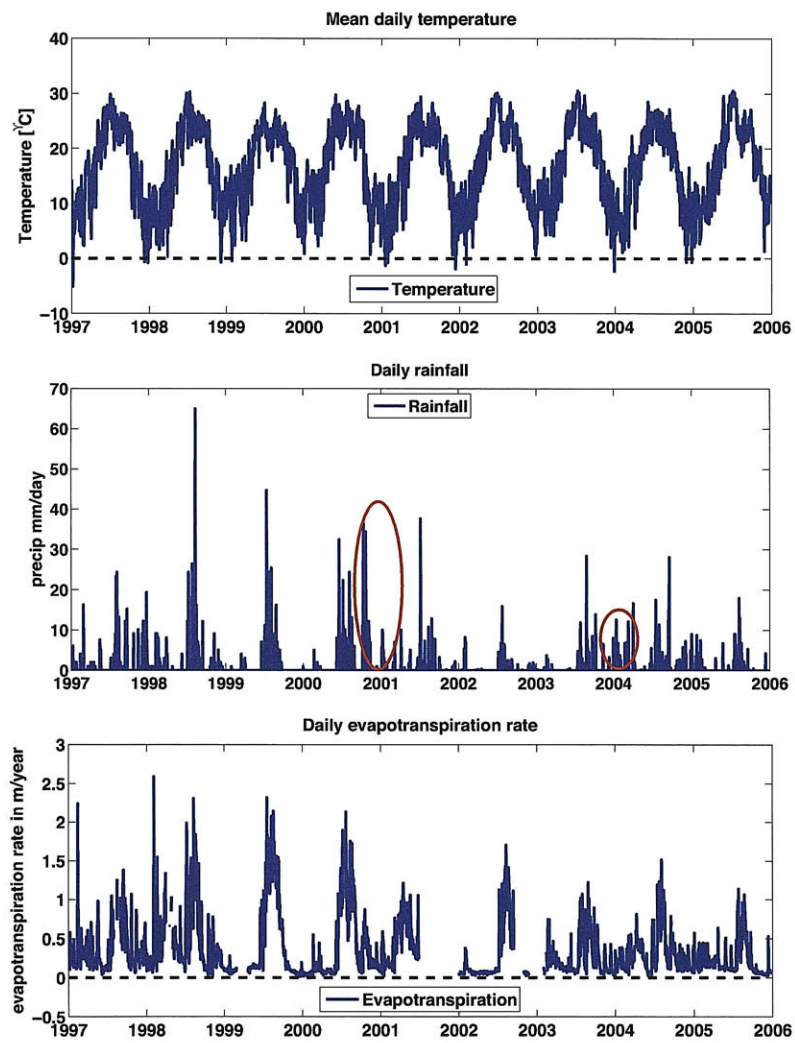 Mean daily temperature
Temperature [˘C]
40
30
20
10
0
−10
Temperature
1997 1998 1999 2000 2001 2002 2003 2004 2005 2006
Daily rainfall
precip mm/day
70
60
50
40
30
20
10
0
Rainfall
1997 1998 1999 2000 2001 2002 2003 2004 2005 2006
Daily evapotranspiration rate
evapotranspiration rate in m/year
3
2.5
2
1.5
1
0.5
0
−0.5
Evapotranspiration
1997 1998 1999 2000 2001 2002 2003 2004 2005 2006